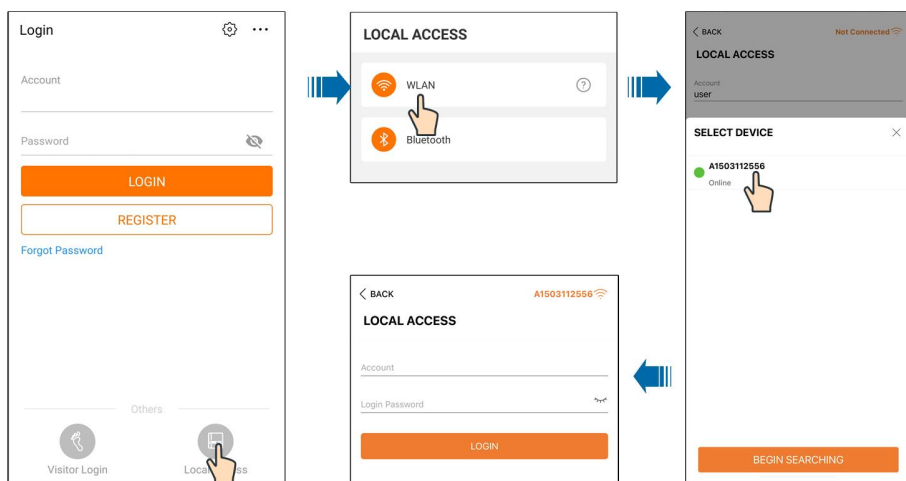 Login
Account
Password
LOGIN
REGISTER
Forgot Password
Others
Visitor Login
LOCAL ACCESS
WLAN
?
Bluetooth
BACK
Not Connected
LOCAL ACCESS
Account
user
SELECT DEVICE
A1503112556
Online
BEGIN SEARCHING
BACK
A1503112556
LOCAL ACCESS
Account
Login Password
LOGIN